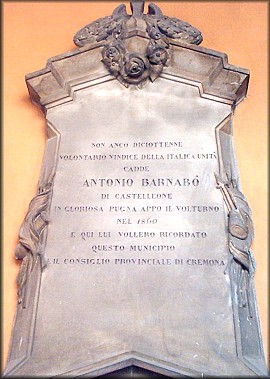 NON ANCO DICIOTTENNE
VOLONTARIO VINDICE DELLA ITALICA UNITÀ
CADDE
ANTONIO BARNABÒ
DI CASTELLEONE
IN GLORIOSA PUGNA APPO IL VOLTURNO
NEL 1860
E QUI LUI VOLLERO RICORDATO
QUESTO MUNICIPIO
E IL CONSIGLIO PROVINCIALE DI CREMONA